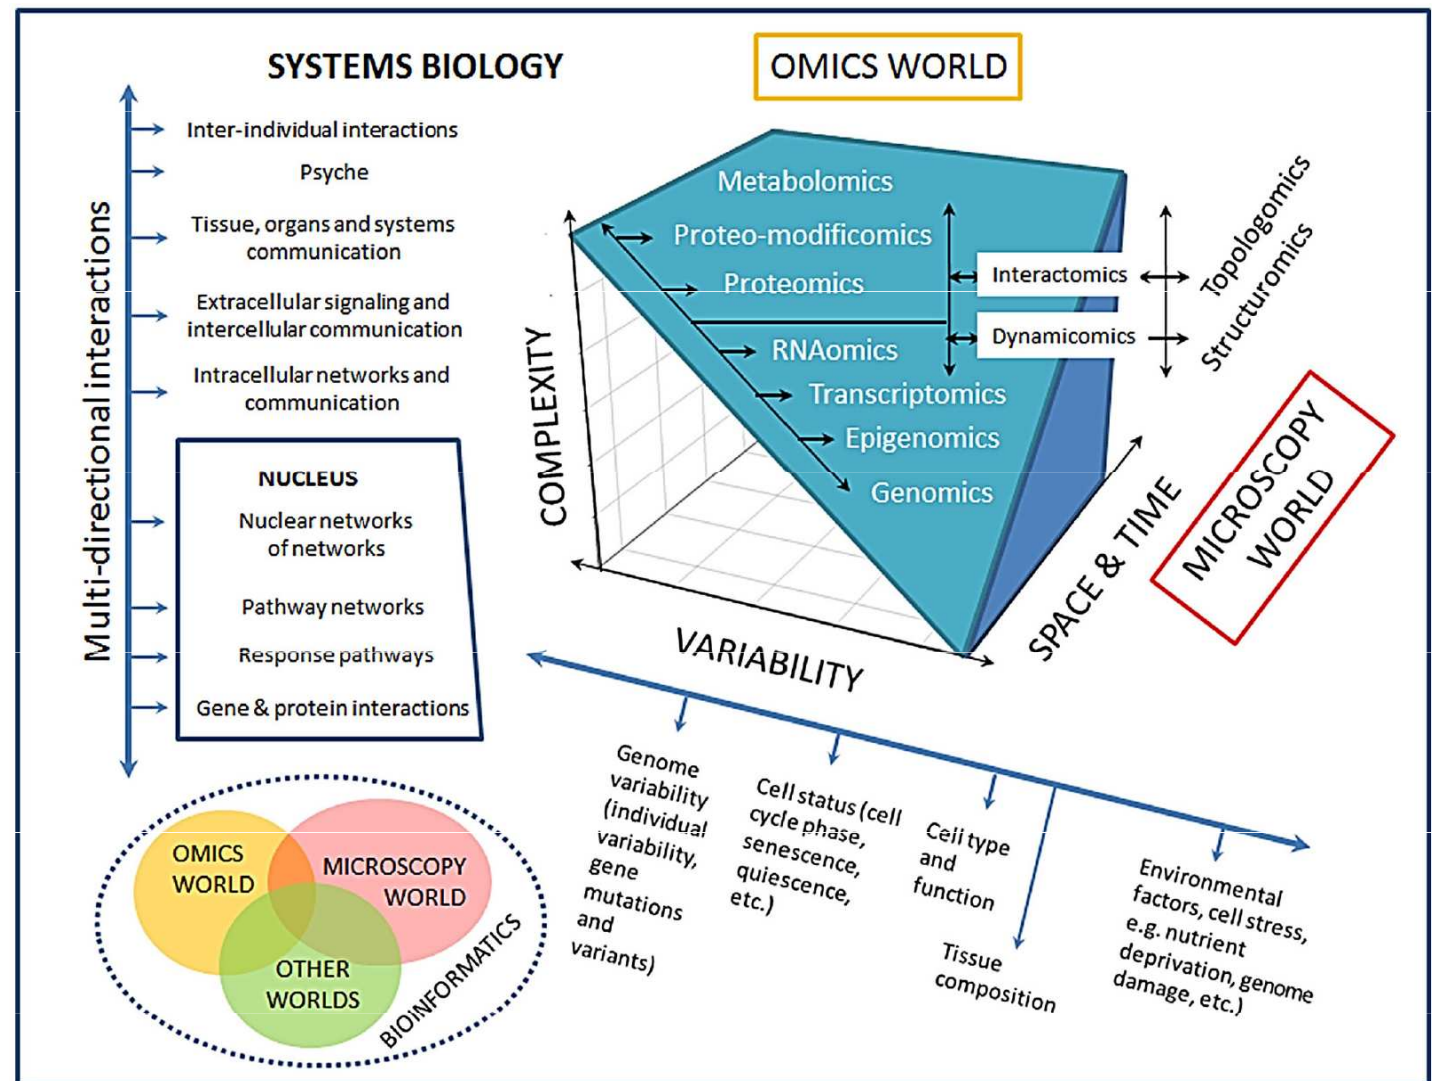 SYSTEMS BIOLOGY
OMICS WORLD
Multi-directional interactions
Inter-individual interactions
Psyche
Tissue, organs and systems
communication
Extracellular signaling and
intercellular communication
Intracellular networks and
communication
NUCLEUS
Nuclear networks
of networks
Pathway networks
Response pathways
Gene & protein interactions
COMPLEXITY
VARIABILITY
SPACE & TIME
Metabolomics
Proteo-modificomics
Proteomics
RNAomics
Transcriptomics
Epigenomics
Genomics
Interactomics
Dynamicomics
Topologomics
Structuromics
MICROSCOPY
WORLD
Genome
variability
(individual
variability,
gene
mutations
and
variants)
Cell status (cell
cycle phase,
senescence,
quiescence,
etc.)
Cell type
and
function
Tissue
composition
Environmental
factors, cell stress,
e.g. nutrient
deprivation, genome
damage, etc.)
OMICS
WORLD
MICROSCOPY
WORLD
OTHER
WORLDS
BIOINFORMATICS